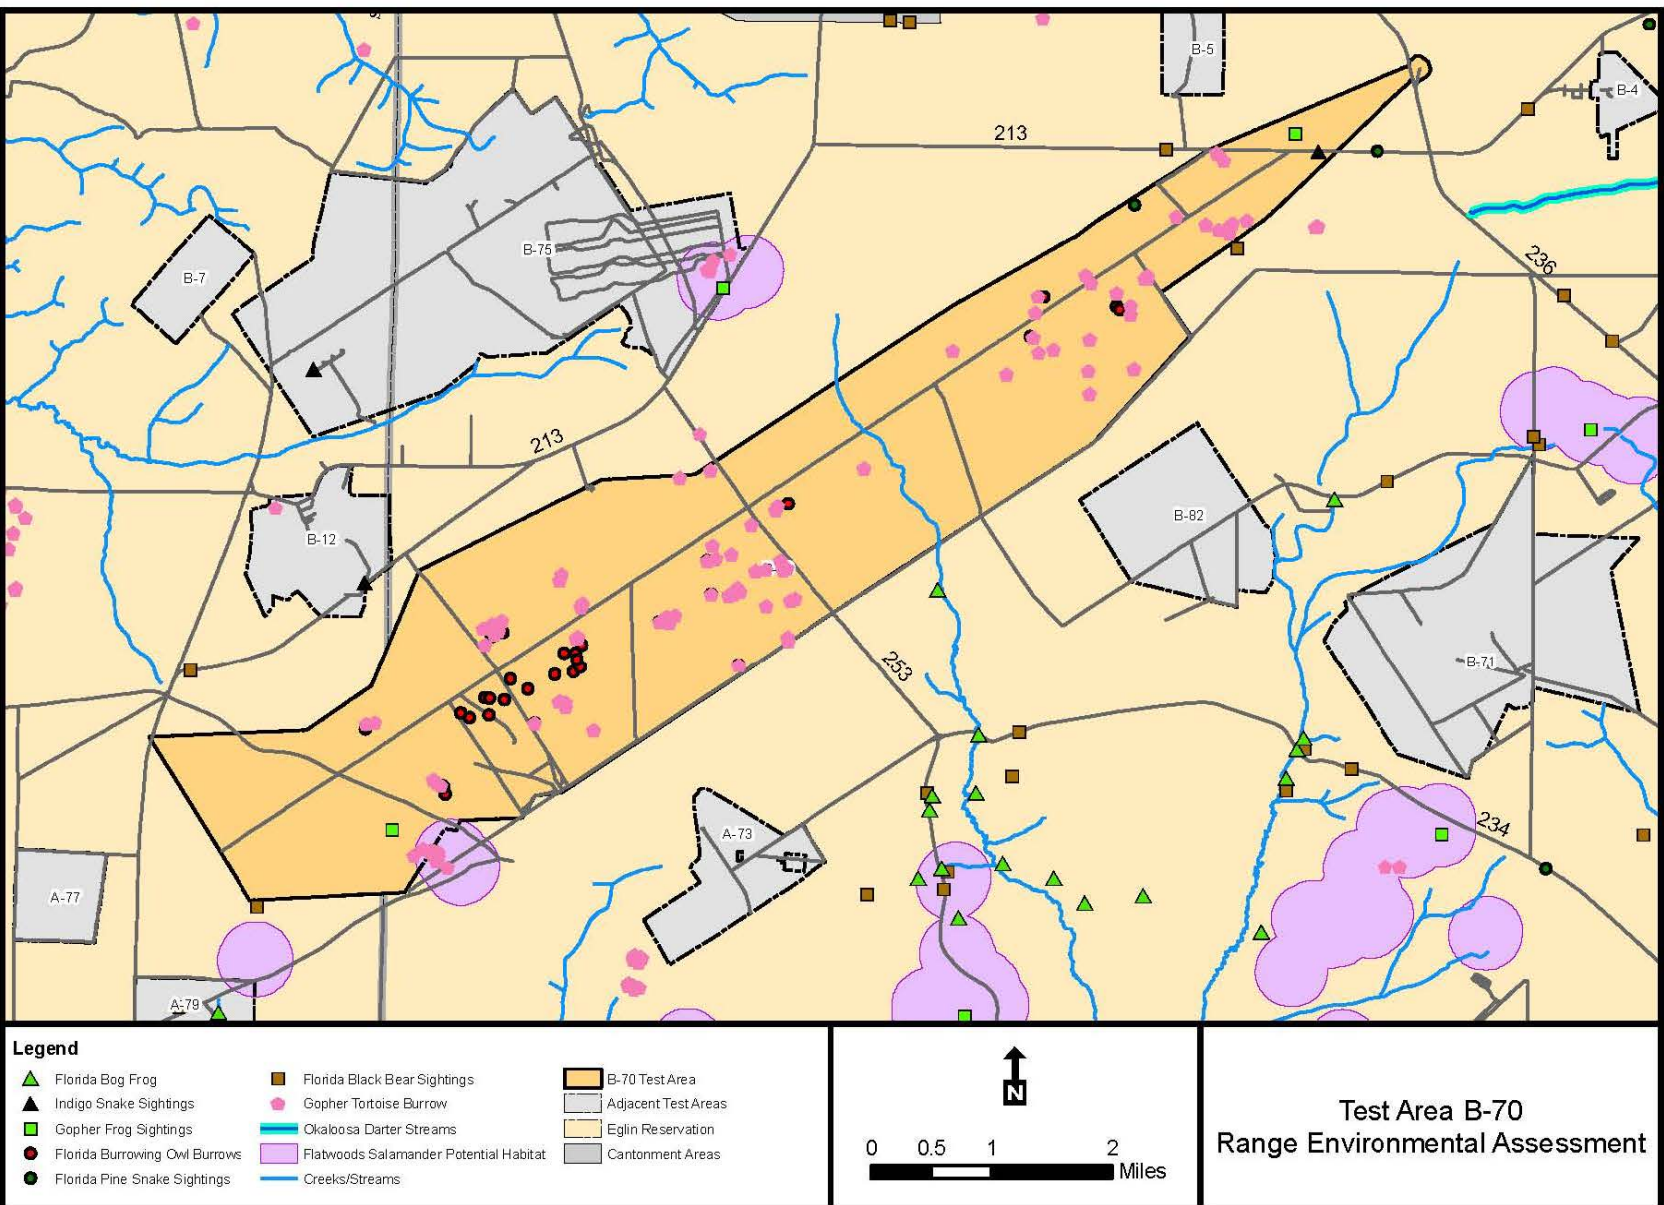 B-5
B-4
213
B-75
B-7
236
213
B-12
B-82
B-71
253
A-73
234
A-77
A-79
Legend
Florida Bog Frog
Indigo Snake Sightings
Gopher Frog Sightings
Florida Burrowing Owl Burrows
Florida Pine Snake Sightings
Florida Black Bear Sightings
Gopher Tortoise Burrow
Okaloosa Darter Streams
Flatwoods Salamander Potential Habitat
Creeks/Streams
B-70 Test Area
Adjacent Test Areas
Eglin Reservation
Cantonment Areas
N
0 0.5 1 2
Miles
Test Area B-70
Range Environmental Assessment